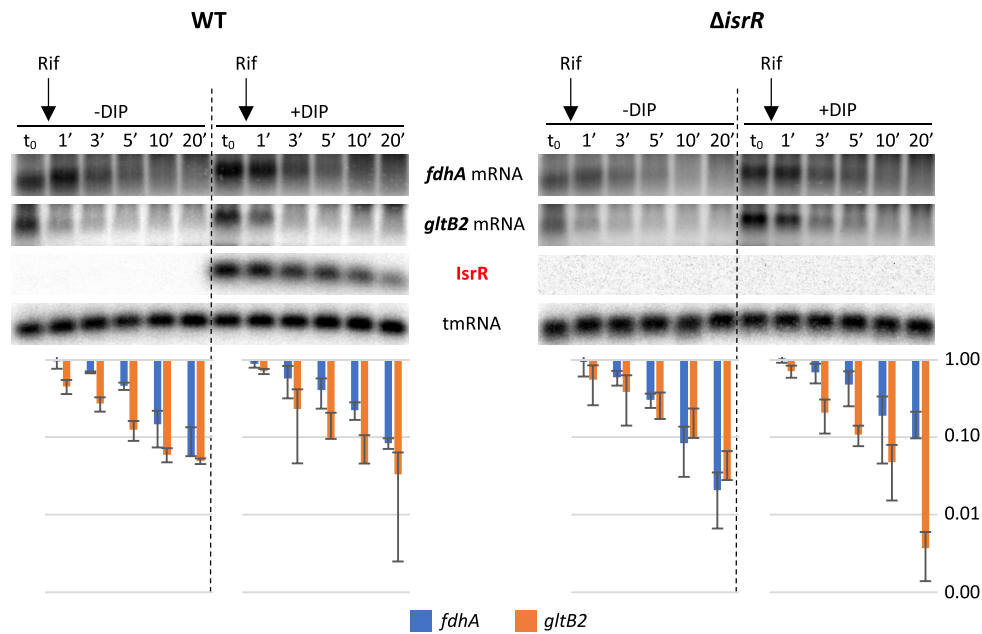 WT
ΔisrR
Rif
Rif
Rif
Rif
-DIP
+DIP
-DIP
+DIP
t0 1′ 3′ 5′ 10′ 20′
t0 1′ 3′ 5′ 10′ 20′
t0 1′ 3′ 5′ 10′ 20′
t0 1′ 3′ 5′ 10′ 20′
fdhA mRNA
gltB2 mRNA
IsrR
tmRNA
1.00
0.10
0.01
0.00
fdhA
gltB2